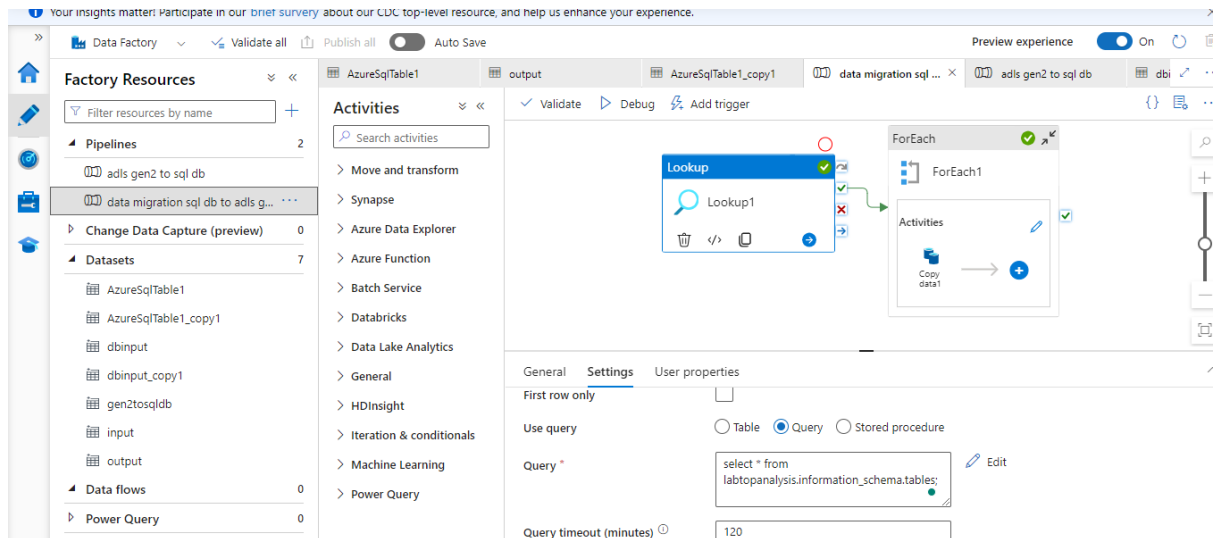 Your insights matter! Participate in our brief survery about our CDC top-level resource, and help us enhance your experience.
Data Factory
Validate all
Publish all
Auto Save
Preview experience
On
Factory Resources
Filter resources by name
Pipelines 2
adls gen2 to sql db
data migration sql db to adls g... ...
Change Data Capture (preview) 0
Datasets 7
AzureSqlTable1
AzureSqlTable1_copy1
dbinput
dbinput_copy1
gen2tosqldb
input
output
Data flows 0
Power Query 0
AzureSqlTable1
output
AzureSqlTable1_copy1
data migration sql ...
adls gen2 to sql db
dbi
Activities
Search activities
Move and transform
Synapse
Azure Data Explorer
Azure Function
Batch Service
Databricks
Data Lake Analytics
General
HDInsight
Iteration & conditionals
Machine Learning
Power Query
Validate
Debug
Add trigger
Lookup
Lookup1
ForEach
ForEach1
Activities
Copy
data1
General
Settings
User properties
First row only
Use query
Table
Query
Stored procedure
Query *
select * from
labtopanalysis.information_schema.tables;
Edit
Query timeout (minutes)
120